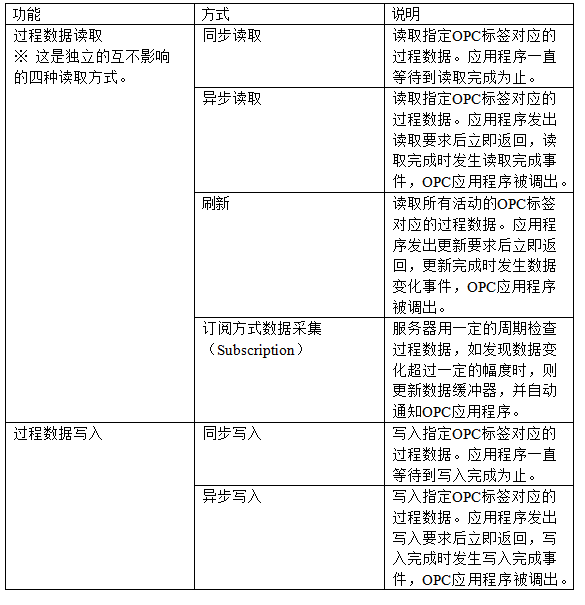 功能
方式
说明
过程数据读取
※ 这是独立的互不影响
的四种读取方式。
同步读取
读取指定OPC标签对应的
过程数据。应用程序一直
等待到读取完成为止。
异步读取
读取指定OPC标签对应的
过程数据。应用程序发出
读取要求后立即返回，读
取完成时发生读取完成事
件，OPC应用程序被调出。
刷新
读取所有活动的OPC标签
对应的过程数据。应用程
序发出更新要求后立即返
回，更新完成时发生数据
变化事件，OPC应用程序
被调出。
订阅方式数据采集
（Subscription）
服务器用一定的周期检查
过程数据，如发现数据变
化超过一定的幅度时，则
更新数据缓冲器，并自动
通知OPC应用程序。
过程数据写入
同步写入
写入指定OPC标签对应的
过程数据。应用程序一直
等待到写入完成为止。
异步写入
写入指定OPC标签对应的
过程数据。应用程序发出
写入要求后立即返回，写
入完成时发生写入完成事
件，OPC应用程序被调出。